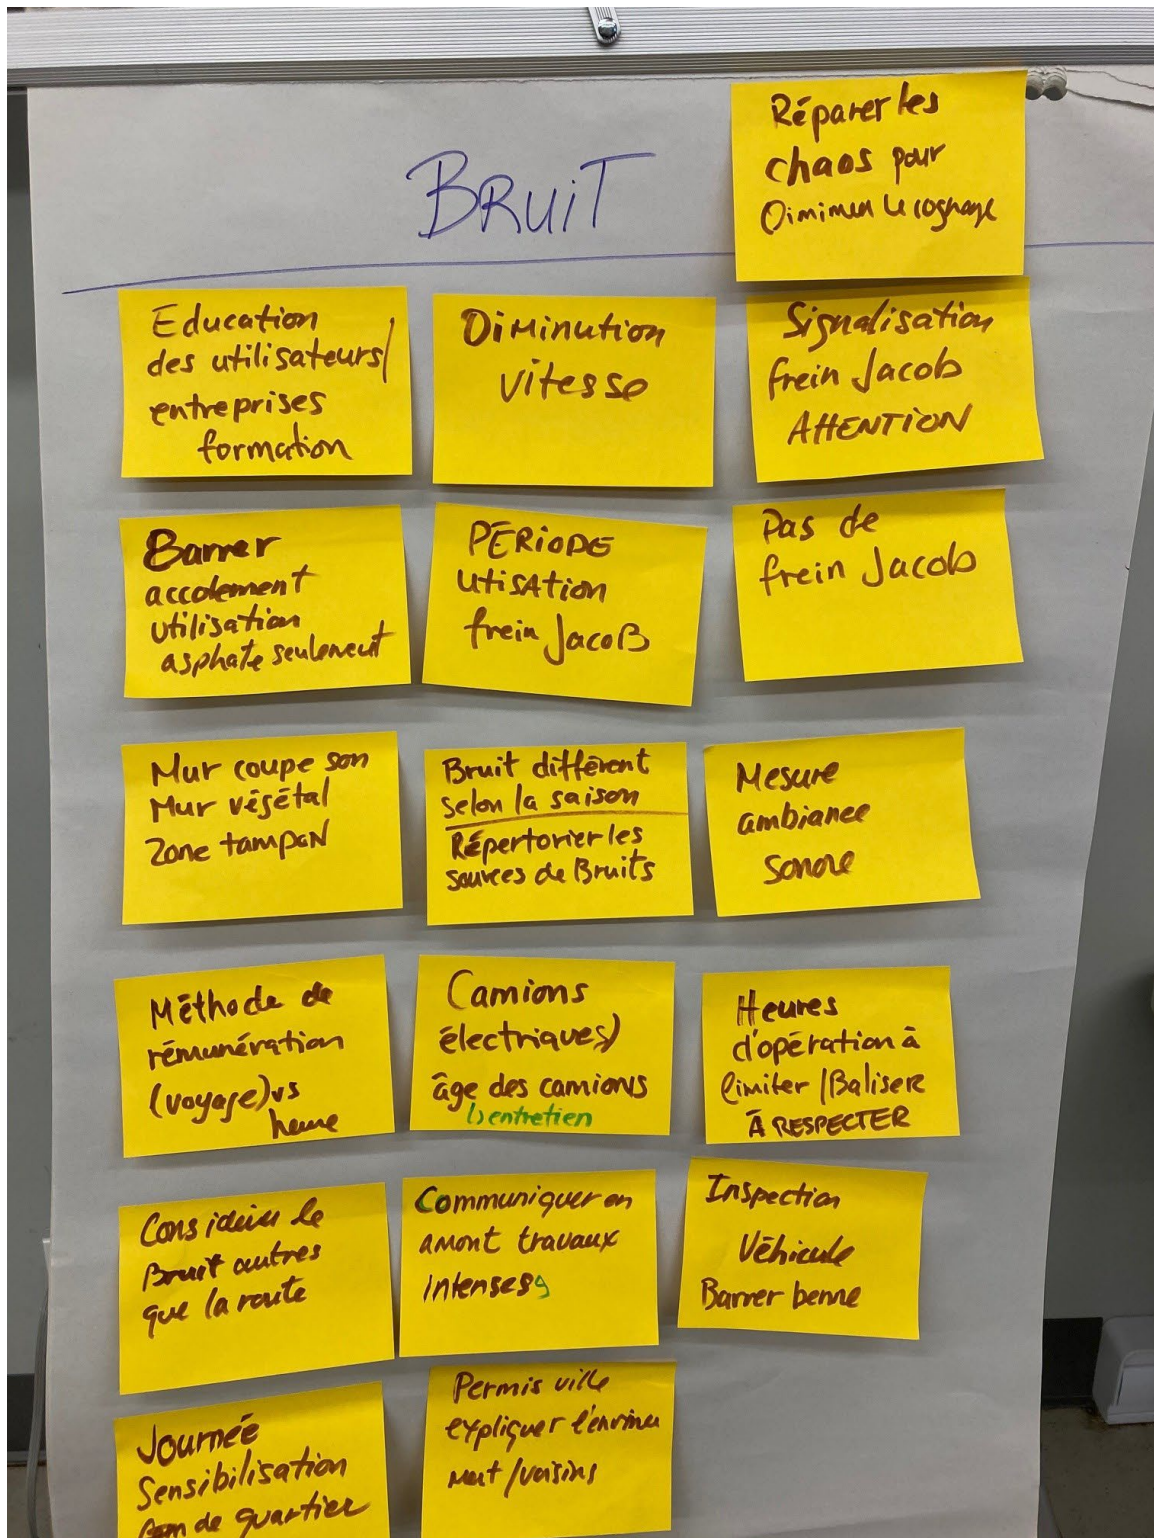 BRUIT
Réparer les
chaos pour
Diminuer le cognage
Education
des utilisateurs/
entreprises
formation
Diminution
vitesse
Signalisation
frein Jacob
ATTENTION
Barrer
accotement
utilisation
asphate seulement
PÉRIODE
UtisATion
frein JacoB
Pas de
frein Jacob
Mur coupe son
Mur végétal
Zone tampoN
Bruit différent
selon la saison
Répertorier les
sources de Bruits
Mesure
ambiance
sonore
Méthode de
rémunération
(voyage) vs
heure
Camions
électriques)
âge des camions
↳ entretien
Heures
d'opération à
limiter / Baliser
À RESPECTER
Considérer le
Bruit autres
que la route
Communiquer en
amont travaux
intenses
Inspection
Véhicule
Barrer benne
Journée
Sensibilisation
de quartier
Permis ville
expliquer l'environ
ment / voisins